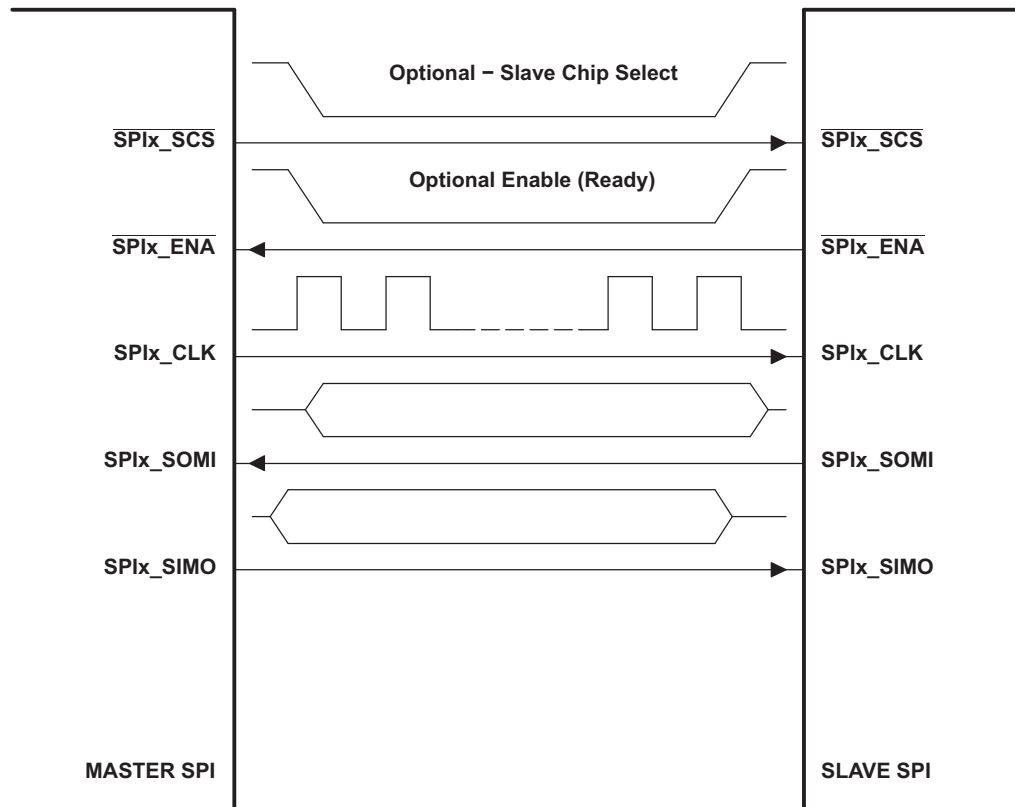 Optional − Slave Chip Select
SPIx_SCS
SPIx_SCS
Optional Enable (Ready)
SPIx_ENA
SPIx_ENA
SPIx_CLK
SPIx_CLK
SPIx_SOMI
SPIx_SOMI
SPIx_SIMO
SPIx_SIMO
MASTER SPI
SLAVE SPI